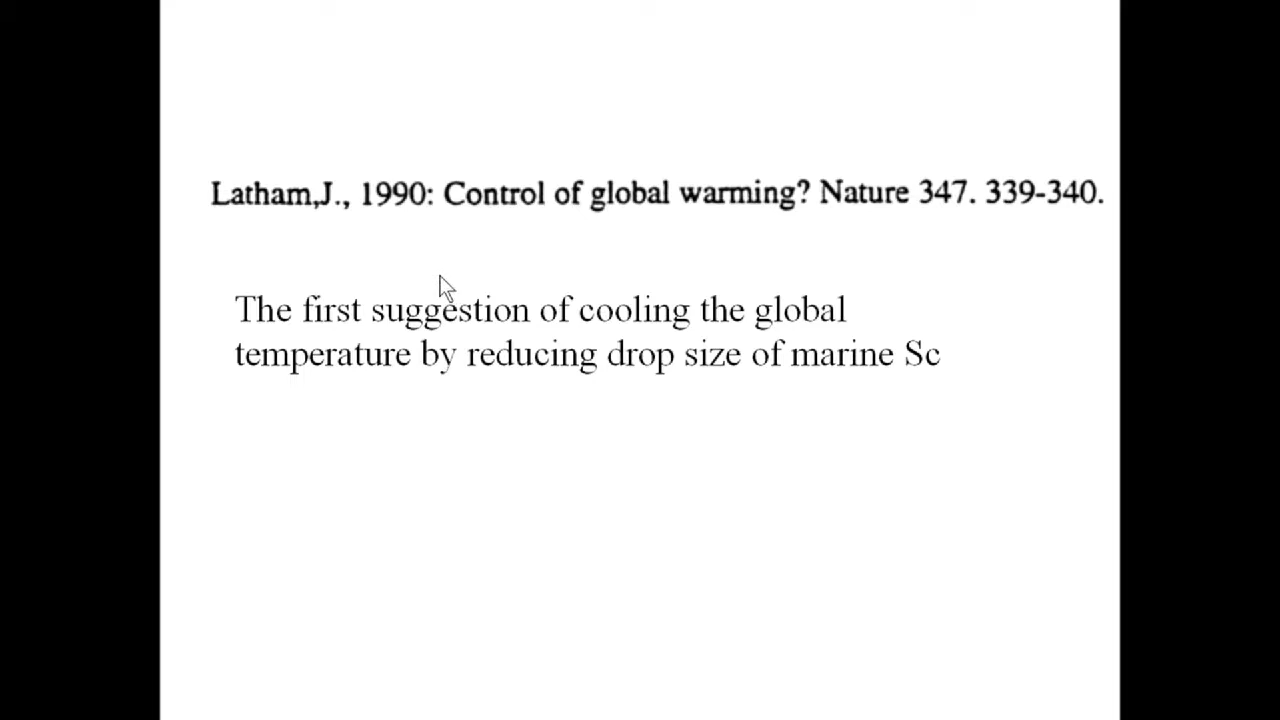 Latham,J., 1990: Control of global warming? Nature 347. 339-340.
The first suggestion of cooling the global
temperature by reducing drop size of marine Sc